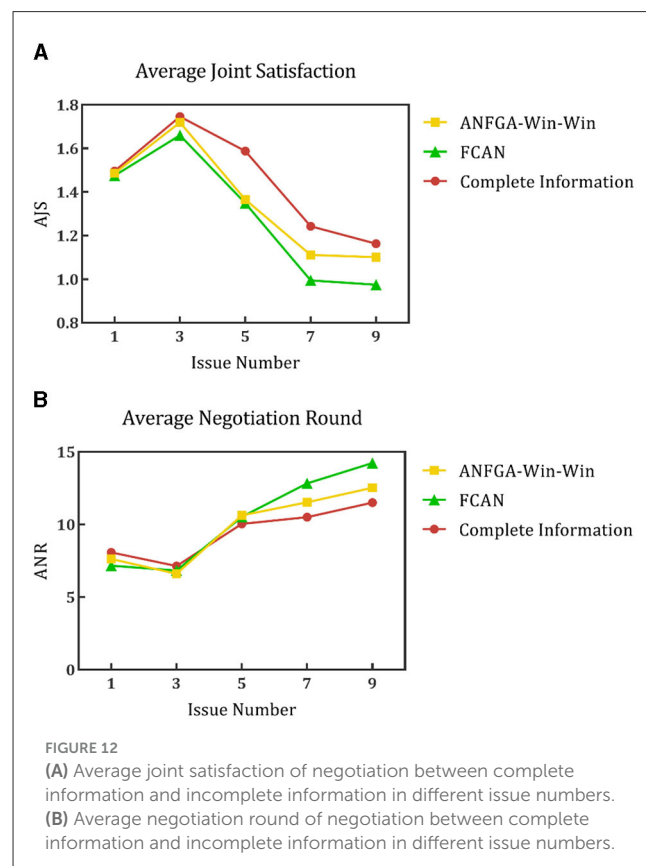 A
Average Joint Satisfaction
1.8
1.6
1.4
1.2
1.0
0.8
AJS
1 3 5 7 9
Issue Number
ANFGA-Win-Win
FCAN
Complete Information
B
Average Negotiation Round
15
10
5
0
ANR
1 3 5 7 9
Issue Number
ANFGA-Win-Win
FCAN
Complete Information
FIGURE 12
(A) Average joint satisfaction of negotiation between complete
information and incomplete information in different issue numbers.
(B) Average negotiation round of negotiation between complete
information and incomplete information in different issue numbers.